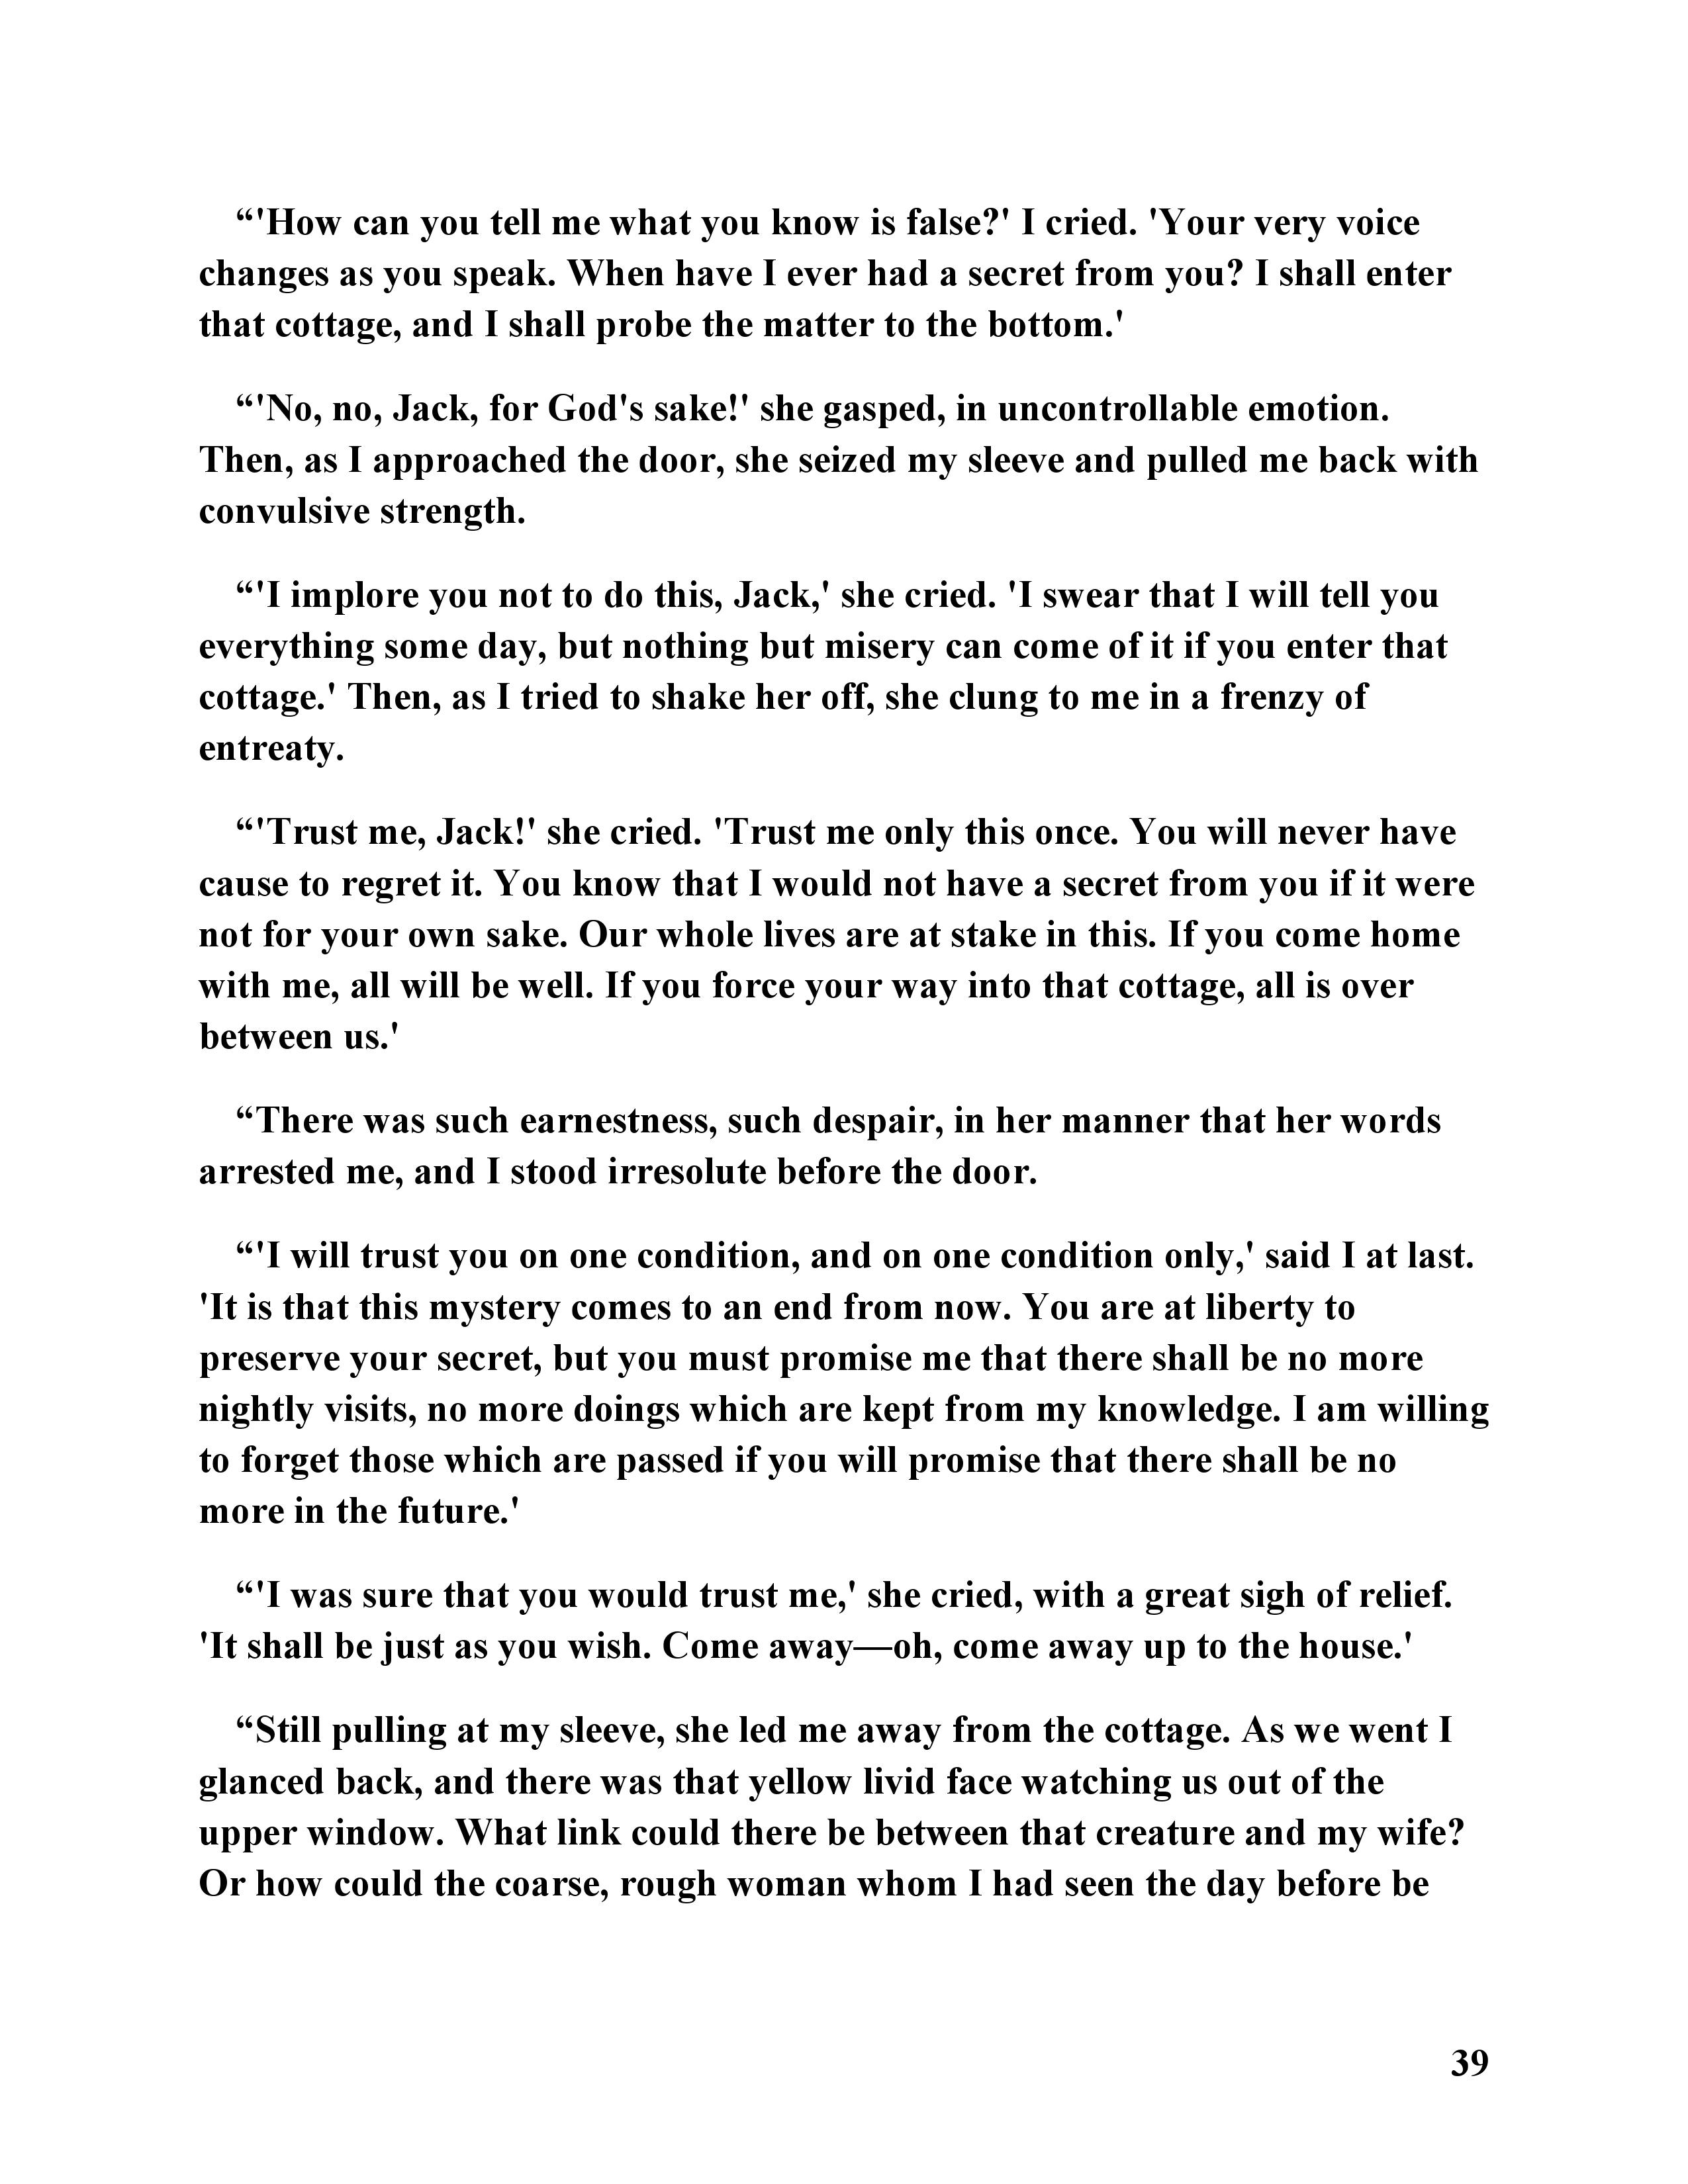 “'How can you tell me what you know is false?' I cried. 'Your very voice
changes as you speak. When have I ever had a secret from you? I shall enter
that cottage, and I shall probe the matter to the bottom.'
“'No, no, Jack, for God's sake!' she gasped, in uncontrollable emotion.
Then, as I approached the door, she seized my sleeve and pulled me back with
convulsive strength.
“'I implore you not to do this, Jack,' she cried. 'I swear that I will tell you
everything some day, but nothing but misery can come of it if you enter that
cottage.' Then, as I tried to shake her off, she clung to me in a frenzy of
entreaty.
“'Trust me, Jack!' she cried. 'Trust me only this once. You will never have
cause to regret it. You know that I would not have a secret from you if it were
not for your own sake. Our whole lives are at stake in this. If you come home
with me, all will be well. If you force your way into that cottage, all is over
between us.'
“There was such earnestness, such despair, in her manner that her words
arrested me, and I stood irresolute before the door.
“'I will trust you on one condition, and on one condition only,' said I at last.
'It is that this mystery comes to an end from now. You are at liberty to
preserve your secret, but you must promise me that there shall be no more
nightly visits, no more doings which are kept from my knowledge. I am willing
to forget those which are passed if you will promise that there shall be no
more in the future.'
“'I was sure that you would trust me,' she cried, with a great sigh of relief.
'It shall be just as you wish. Come away—oh, come away up to the house.'
“Still pulling at my sleeve, she led me away from the cottage. As we went I
glanced back, and there was that yellow livid face watching us out of the
upper window. What link could there be between that creature and my wife?
Or how could the coarse, rough woman whom I had seen the day before be
39